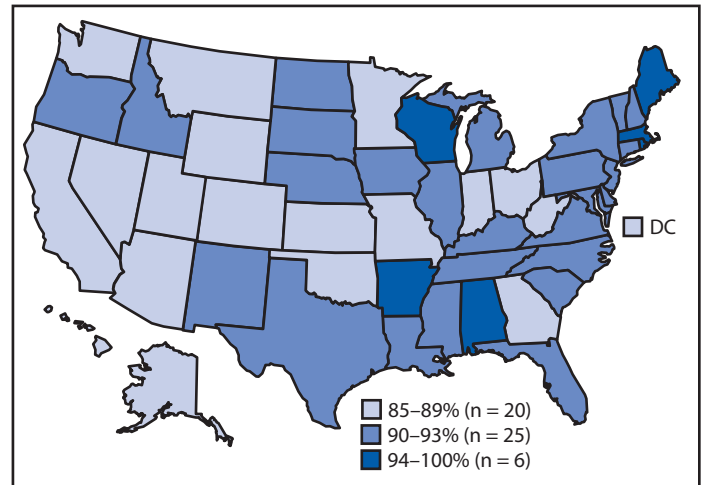 DC
85–89% (n = 20)
90–93% (n = 25)
94–100% (n = 6)